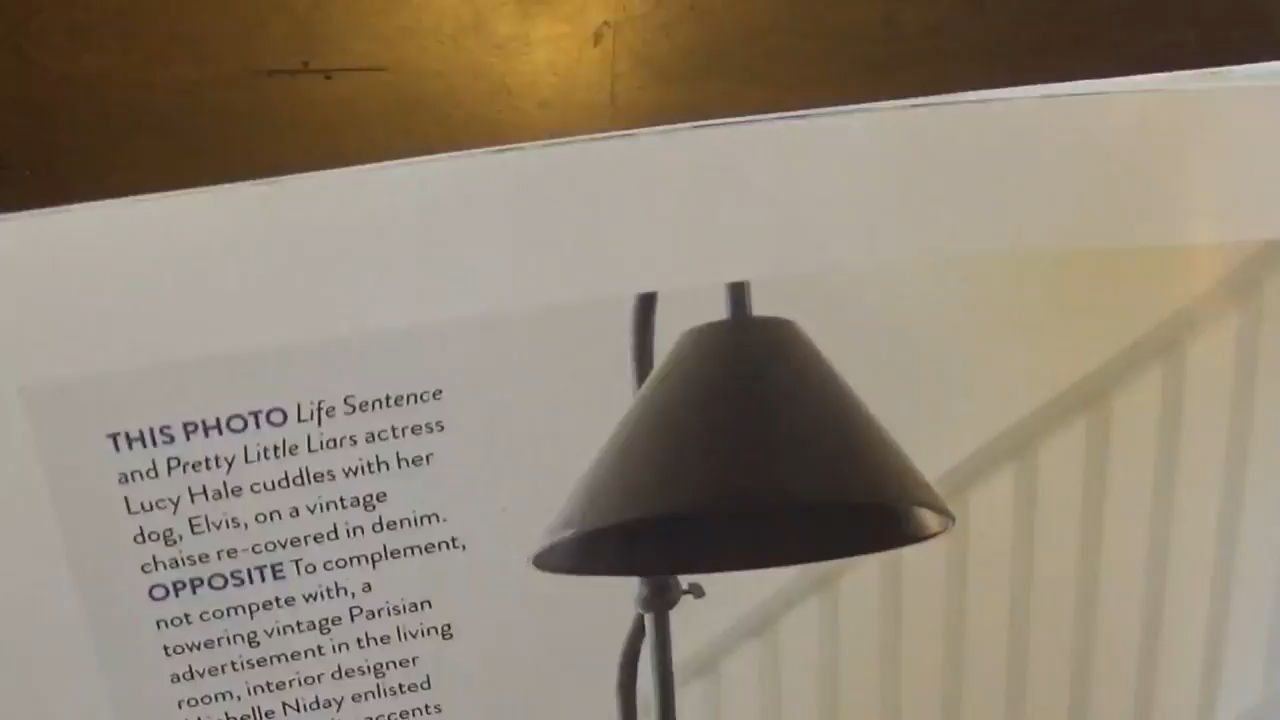 THIS PHOTO Life Sentence
and Pretty Little Liars actress
Lucy Hale cuddles with her
dog, Elvis, on a vintage
chaise re-covered in denim.
OPPOSITE To complement,
not compete with, a
towering vintage Parisian
advertisement in the living
room, interior designer
Niday enlisted
accents